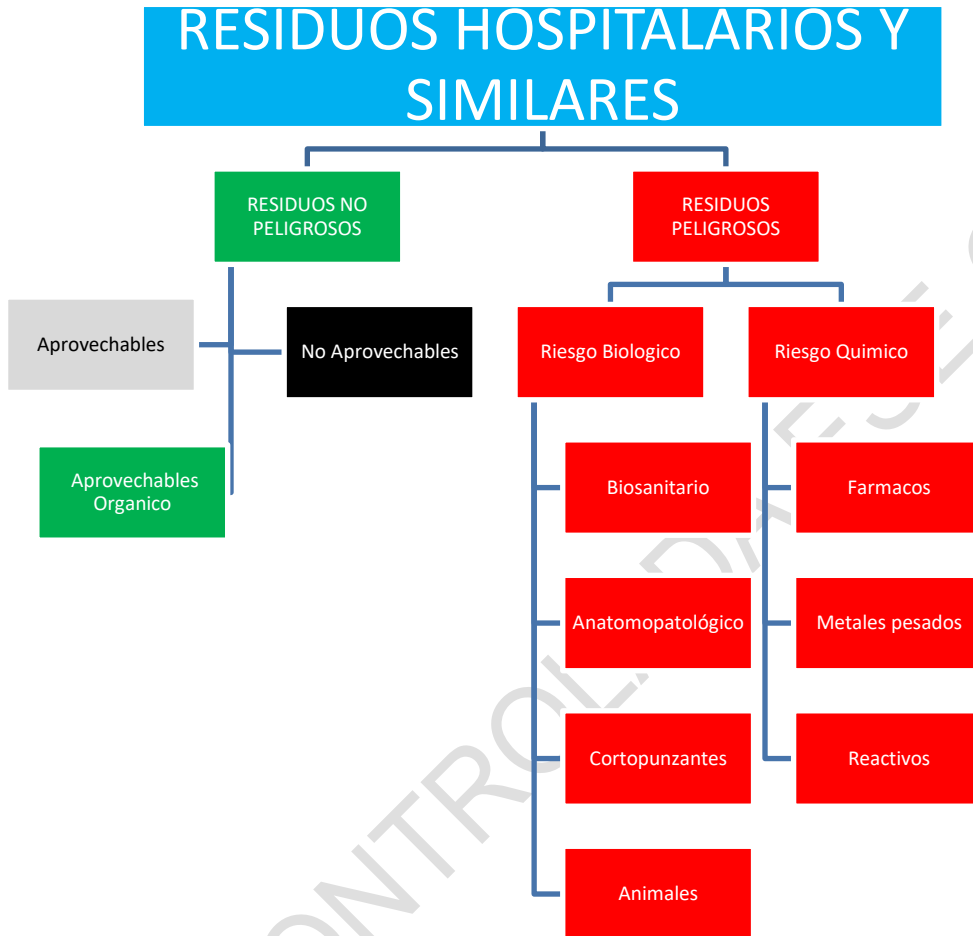 RESIDUOS HOSPITALARIOS Y
SIMILARES
RESIDUOS NO
PELIGROSOS
RESIDUOS
PELIGROSOS
Aprovechables
No Aprovechables
Riesgo Biologico
Riesgo Quimico
Aprovechables
Organico
Biosanitario
Farmacos
Anatomopatológico
Metales pesados
Cortopunzantes
Reactivos
Animales